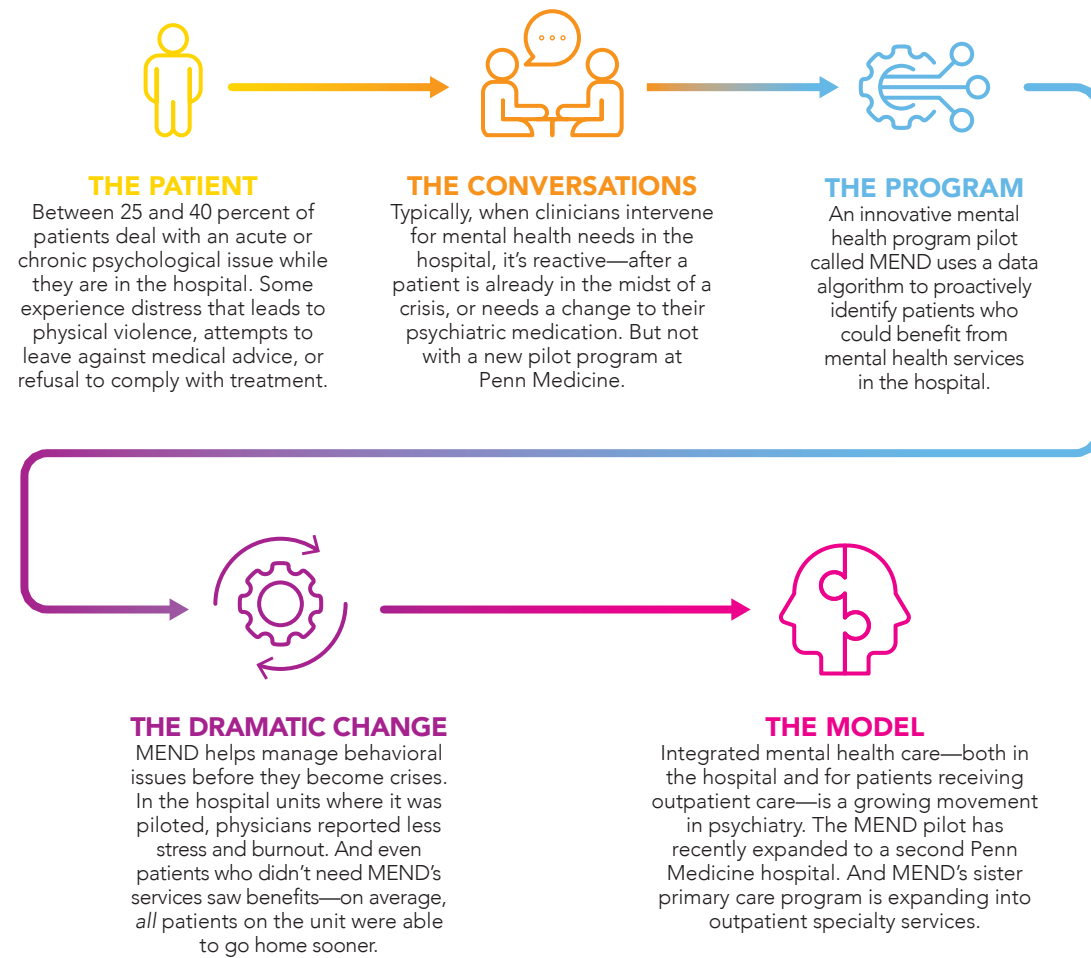 THE PATIENT
Between 25 and 40 percent of
patients deal with an acute or
chronic psychological issue while
they are in the hospital. Some
experience distress that leads to
physical violence, attempts to
leave against medical advice, or
refusal to comply with treatment.
THE CONVERSATIONS
Typically, when clinicians intervene
for mental health needs in the
hospital, it’s reactive—after a
patient is already in the midst of a
crisis, or needs a change to their
psychiatric medication. But not
with a new pilot program at
Penn Medicine.
THE PROGRAM
An innovative mental
health program pilot
called MEND uses a data
algorithm to proactively
identify patients who
could benefit from
mental health services
in the hospital.
THE DRAMATIC CHANGE
MEND helps manage behavioral
issues before they become crises.
In the hospital units where it was
piloted, physicians reported less
stress and burnout. And even
patients who didn’t need MEND’s
services saw benefits—on average,
all patients on the unit were able
to go home sooner.
THE MODEL
Integrated mental health care—both in
the hospital and for patients receiving
outpatient care—is a growing movement
in psychiatry. The MEND pilot has
recently expanded to a second Penn
Medicine hospital. And MEND’s sister
primary care program is expanding into
outpatient specialty services.